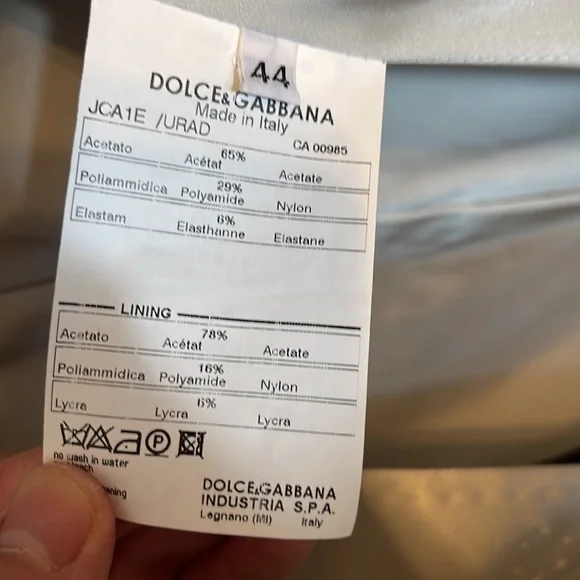 44
DOLCE&GABBANA
Made in Italy
JCA1E /URAD CA 00985
65%
Acetato Acétat Acetate
29%
Poliammidica Polyamide Nylon
6%
Elastam Elasthanne Elastane
LINING
78%
Acetato Acétat Acetate
16%
Poliammidica Polyamide Nylon
6%
Lycra Lycra Lycra
P
no wash in water
DOLCE&GABBANA
INDUSTRIA S.P.A.
Legnano (MI) Italy